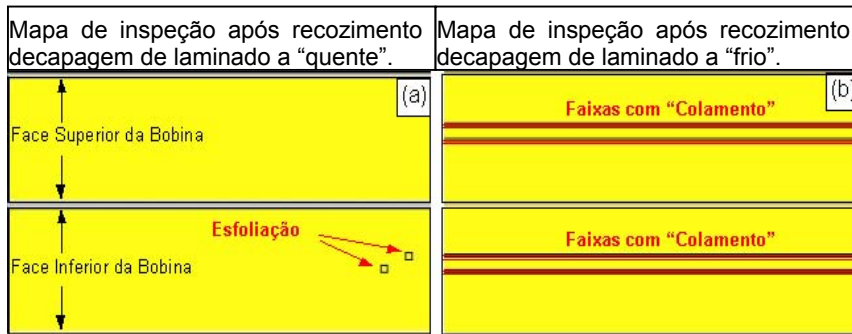 Mapa de inspeção após recozimento
decapagem de laminado a “quente”.
Mapa de inspeção após recozimento
decapagem de laminado a “frio”.
(a)
Face Superior da Bobina
(b)
Faixas com “Colamento”
Esfoliação
Face Inferior da Bobina
Faixas com “Colamento”